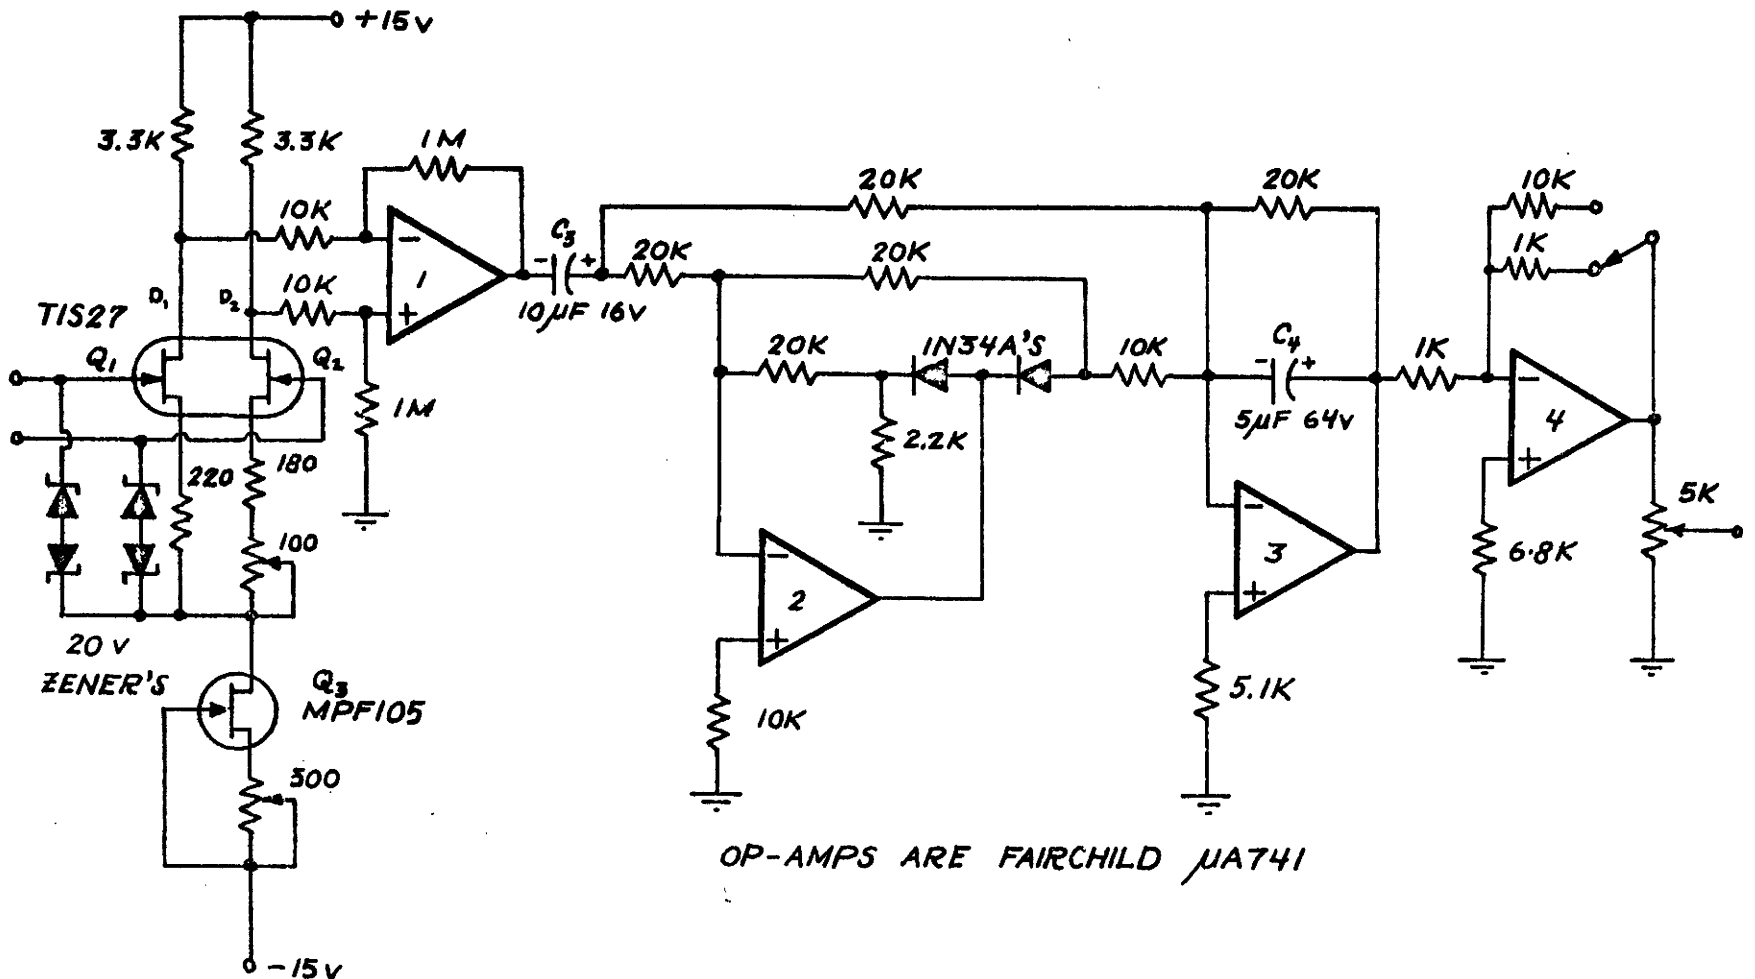 +15v
3.3K
3.3K
1M
10K
10K
1
C3
- +
10µF 16v
20K
20K
20K
20K
20K
10K
1K
10K
1K
D1
D2
TIS27
Q1
Q2
1M
220
180
100
20 v
ZENER'S
Q3
MPF105
500
-15v
1N34A'S
2.2K
2
10K
C4
- +
5µF 64v
3
5.1K
4
6.8K
5K
OP-AMPS ARE FAIRCHILD µA741